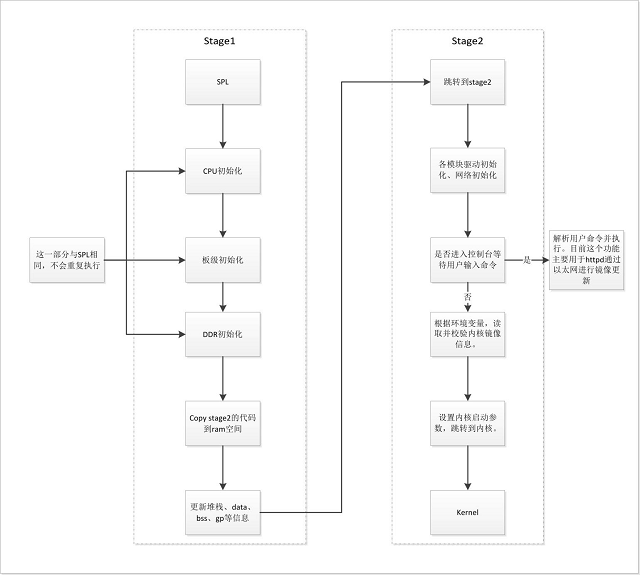 Stage1
SPL
CPU初始化
这一部分与SPL相
同，不会重复执行
板级初始化
DDR初始化
Copy stage2的代码
到ram空间
更新堆栈、data、
bss、gp等信息
Stage2
跳转到stage2
各模块驱动初始
化、网络初始化
是否进入控制台等
待用户输入命令
是
解析用户命令并执
行。目前这个功能
主要用于httpd通过
以太网进行镜像更
新
否
根据环境变量，读
取并校验内核镜像
信息。
设置内核启动参
数，跳转到内核。
Kernel